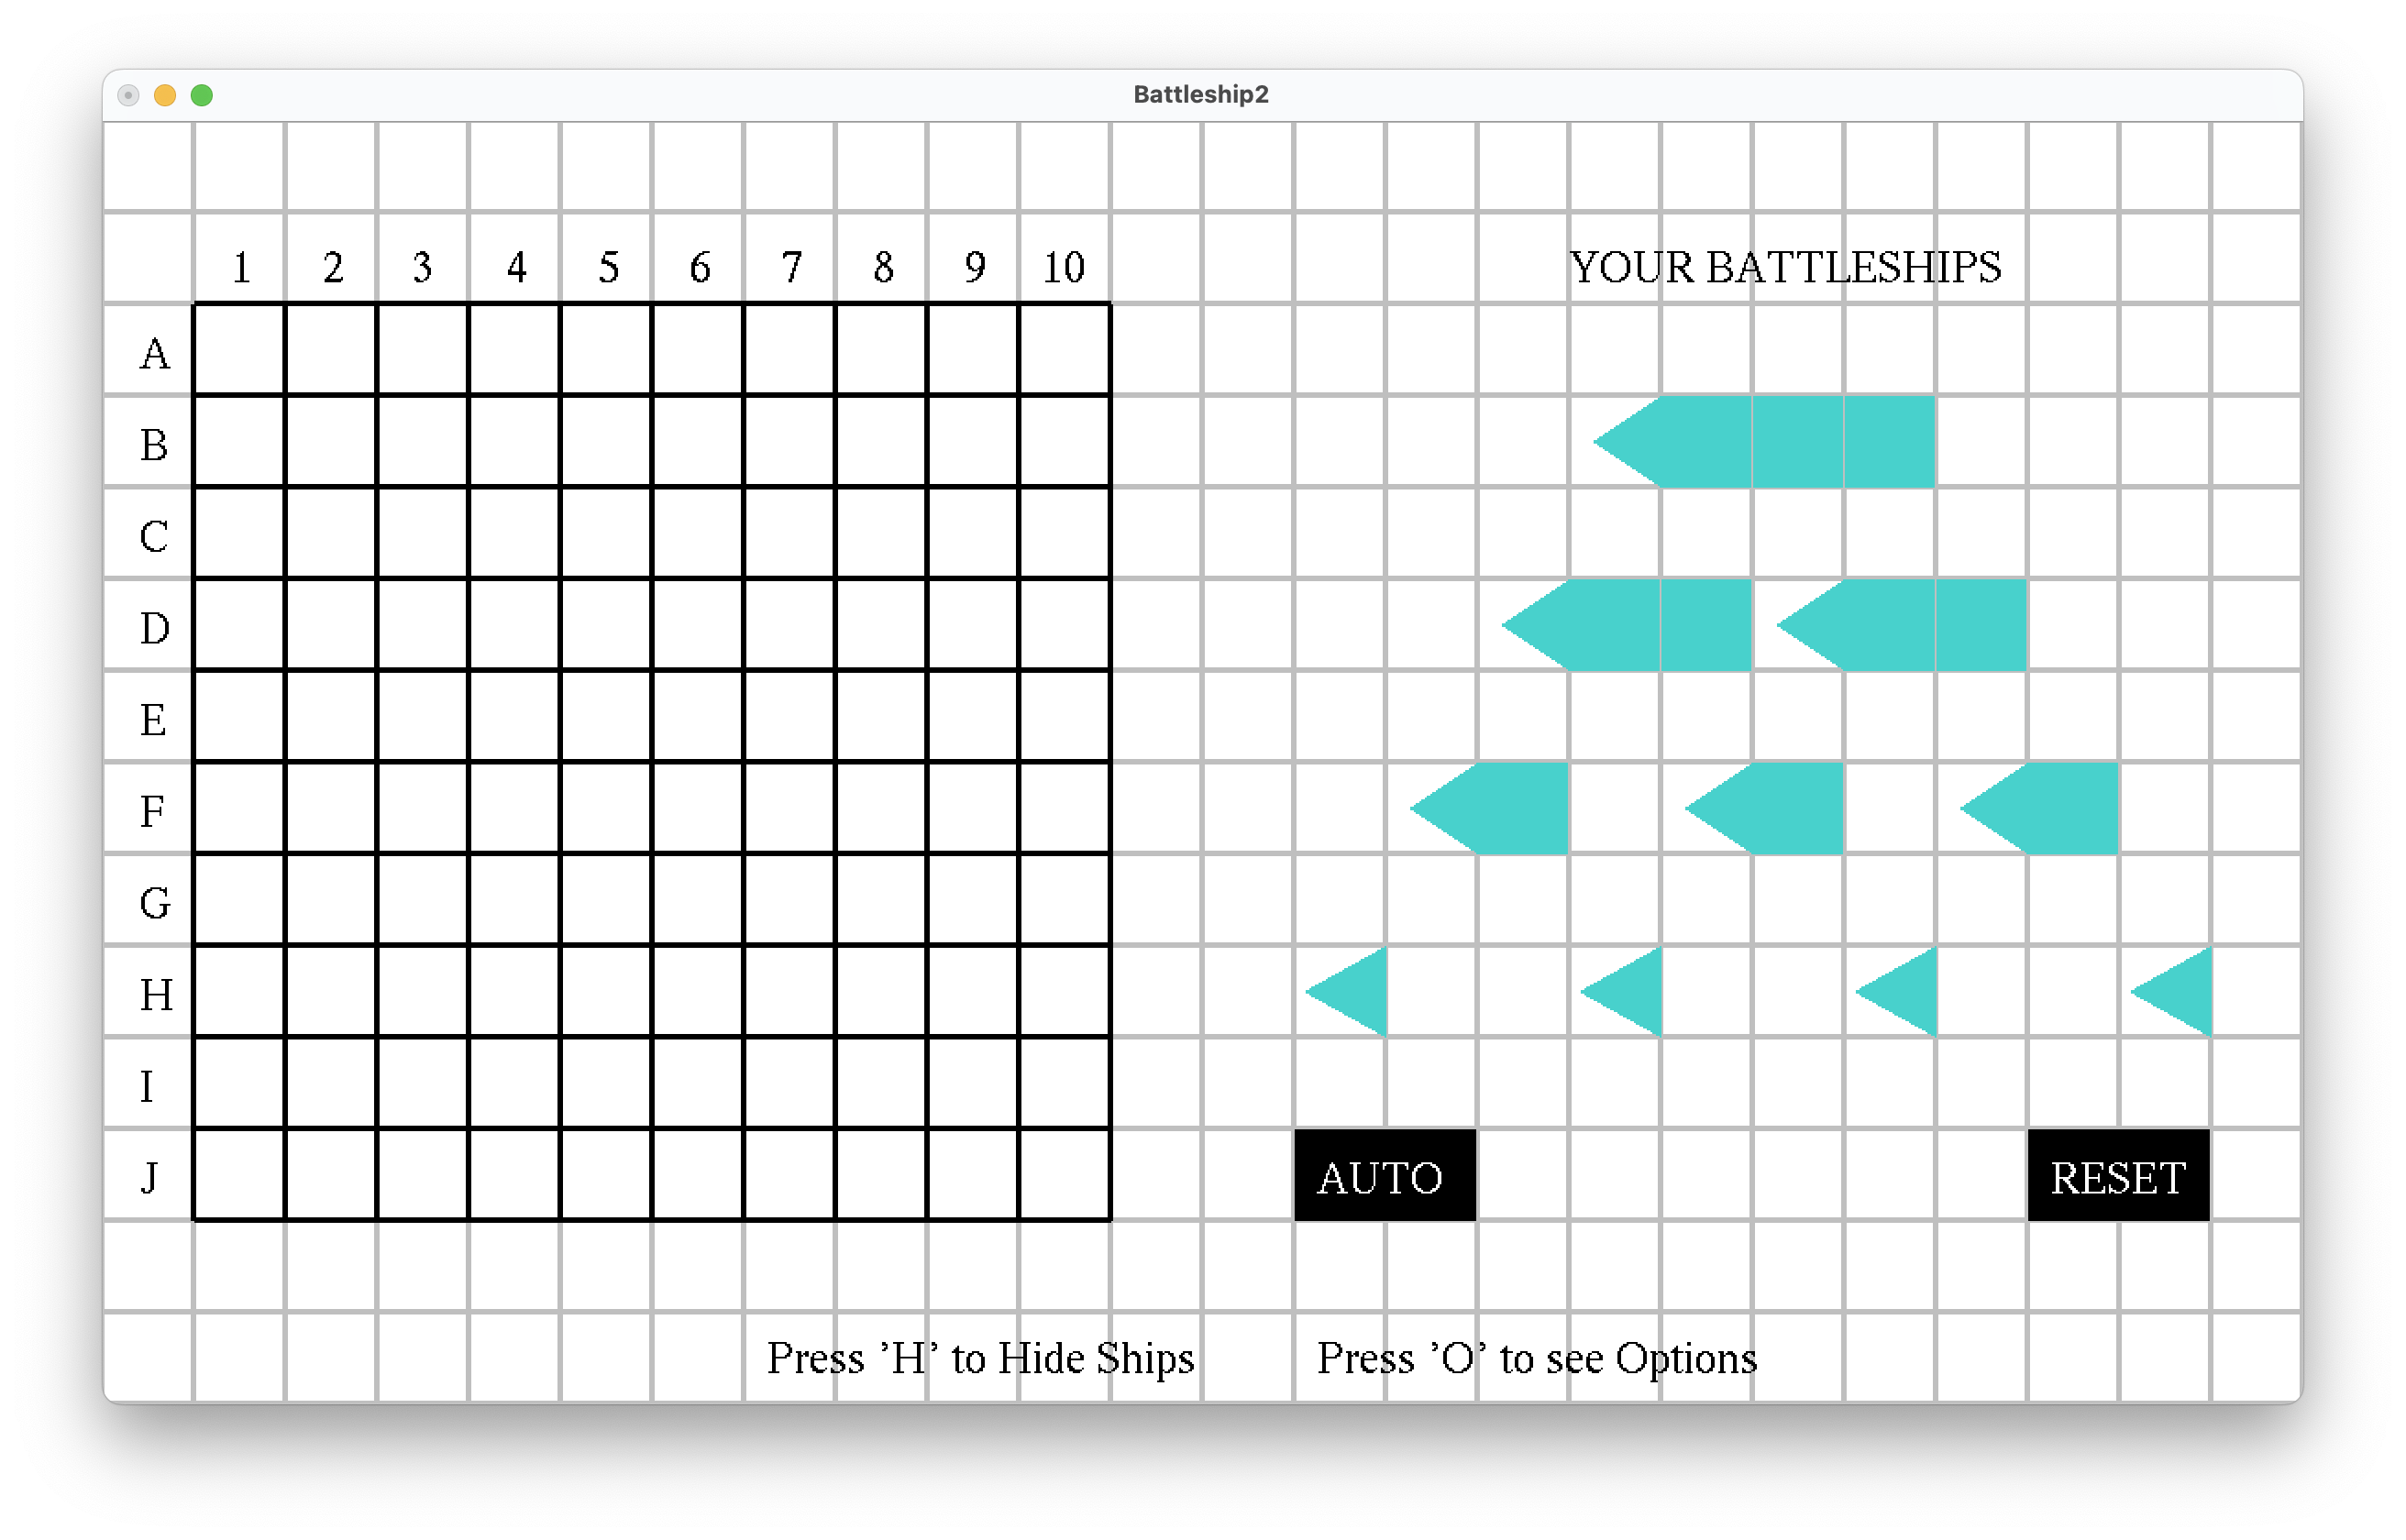 Battleship2
1 2 3 4 5 6 7 8 9 10 YOUR BATTLESHIPS
A
B
C
D
E
F
G
H
I
J AUTO RESET
Press 'H' to Hide Ships Press 'O' to see Options